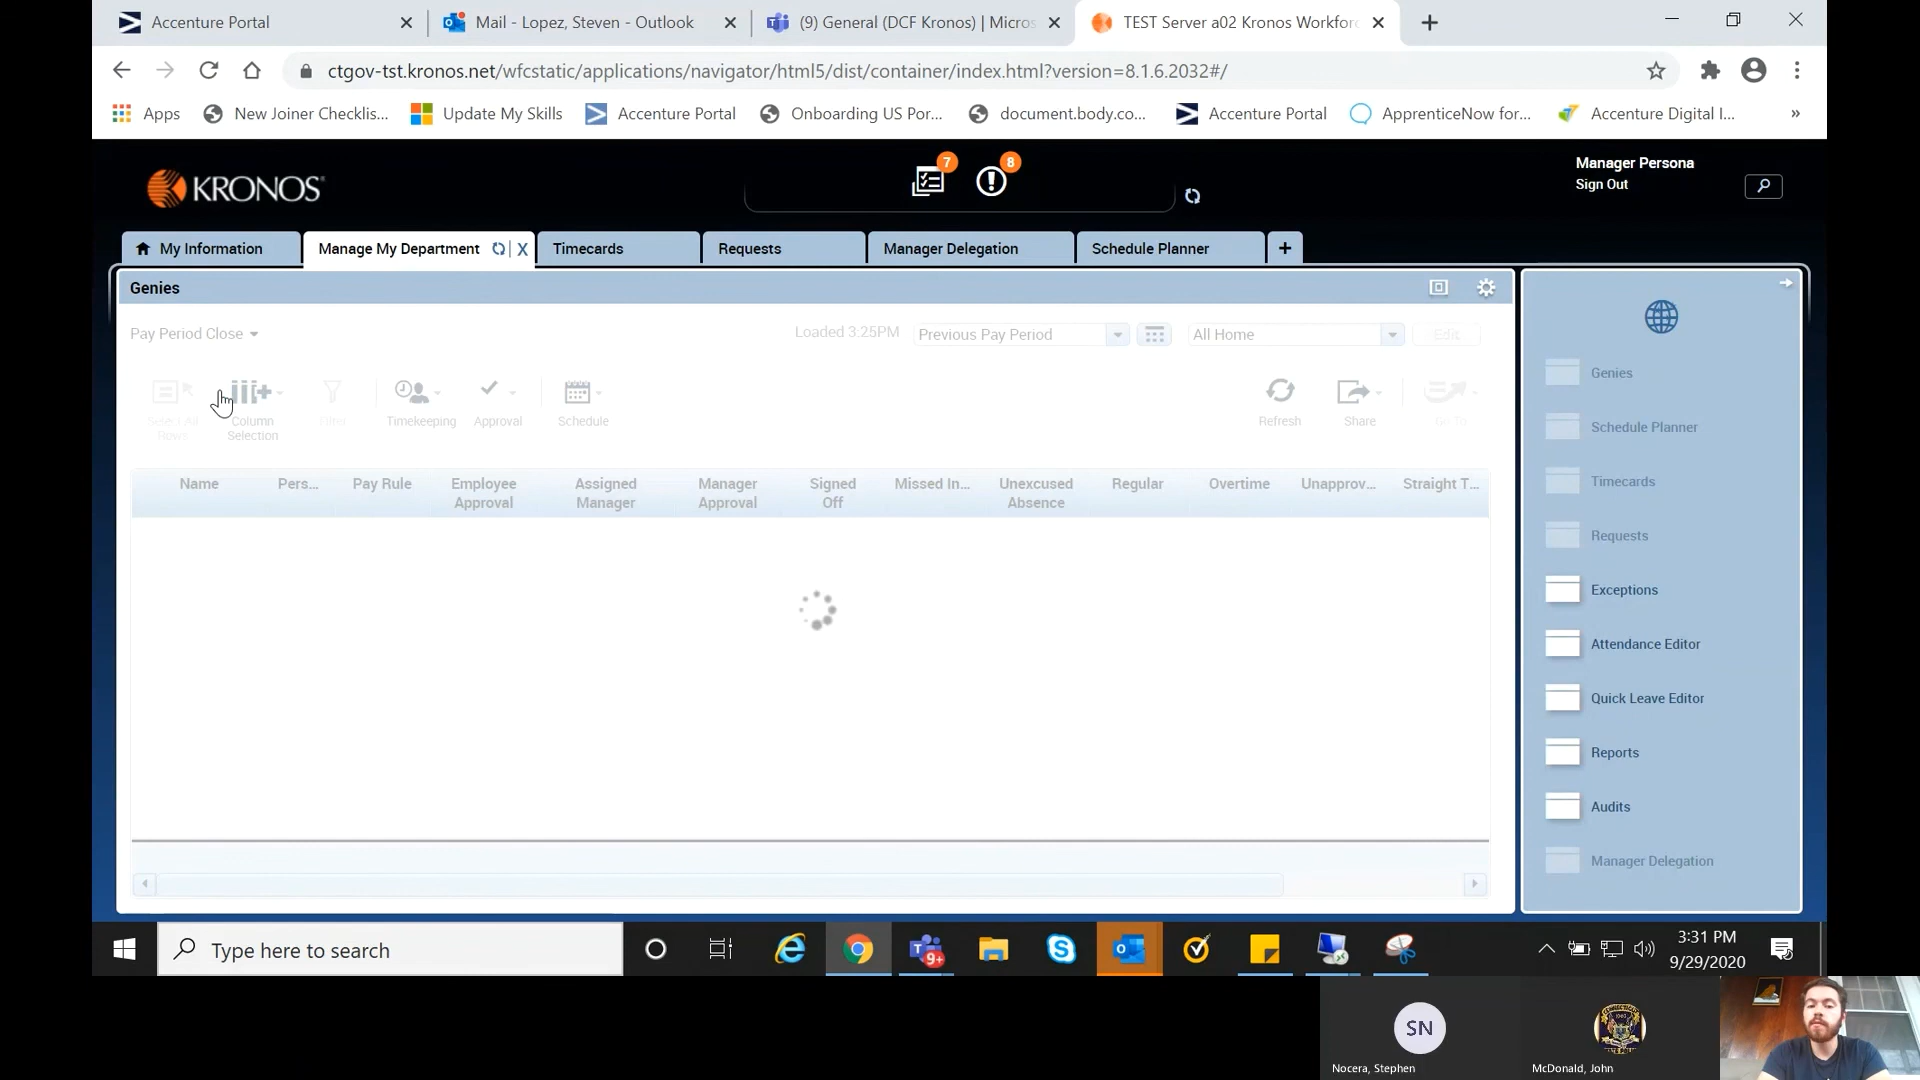 Accenture Portal
Mail - Lopez, Steven - Outlook
(9) General (DCF Kronos) | Micros
TEST Server a02 Kronos Workforc
ctgov-tst.kronos.net/wfcstatic/applications/navigator/html5/dist/container/index.html?version=8.1.6.2032#/
Apps
New Joiner Checklis...
Update My Skills
Accenture Portal
Onboarding US Por...
document.body.co...
Accenture Portal
ApprenticeNow for...
Accenture Digital I...
»
KRONOS
7
8
Manager Persona
Sign Out
My Information
Manage My Department
X
Timecards
Requests
Manager Delegation
Schedule Planner
+
Genies
Pay Period Close
Loaded 3:25PM
Previous Pay Period
All Home
Edit
Select All Rows
Column Selection
Filter
Timekeeping
Approval
Schedule
Refresh
Share
Go To
Name
Pers...
Pay Rule
Employee Approval
Assigned Manager
Manager Approval
Signed Off
Missed In...
Unexcused Absence
Regular
Overtime
Unapprov...
Straight T...
Genies
Schedule Planner
Timecards
Requests
Exceptions
Attendance Editor
Quick Leave Editor
Reports
Audits
Manager Delegation
Type here to search
9+
3:31 PM
9/29/2020
SN
Nocera, Stephen
McDonald, John